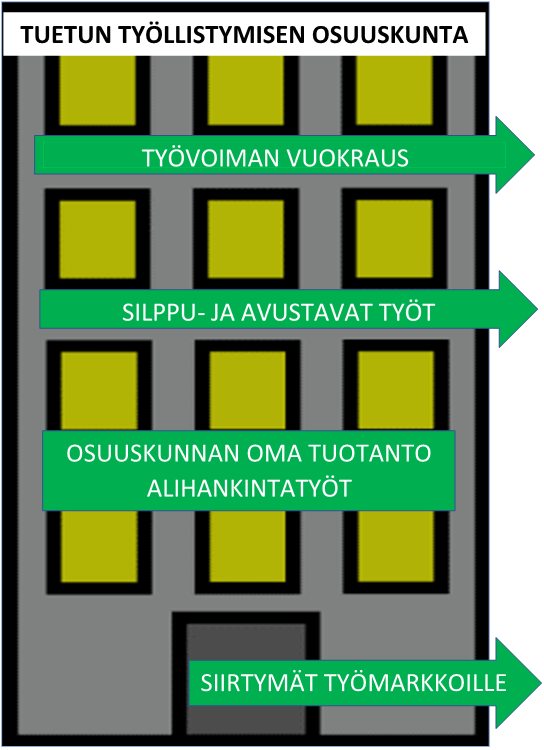 TUETUN TYÖLLISTYMISEN OSUUSKUNTA
TYÖVOIMAN VUOKRAUS
SILPPU- JA AVUSTAVAT TYÖT
OSUUSKUNNAN OMA TUOTANTO
ALIHANKINTATYÖT
SIIRTYMÄT TYÖMARKKOILLE